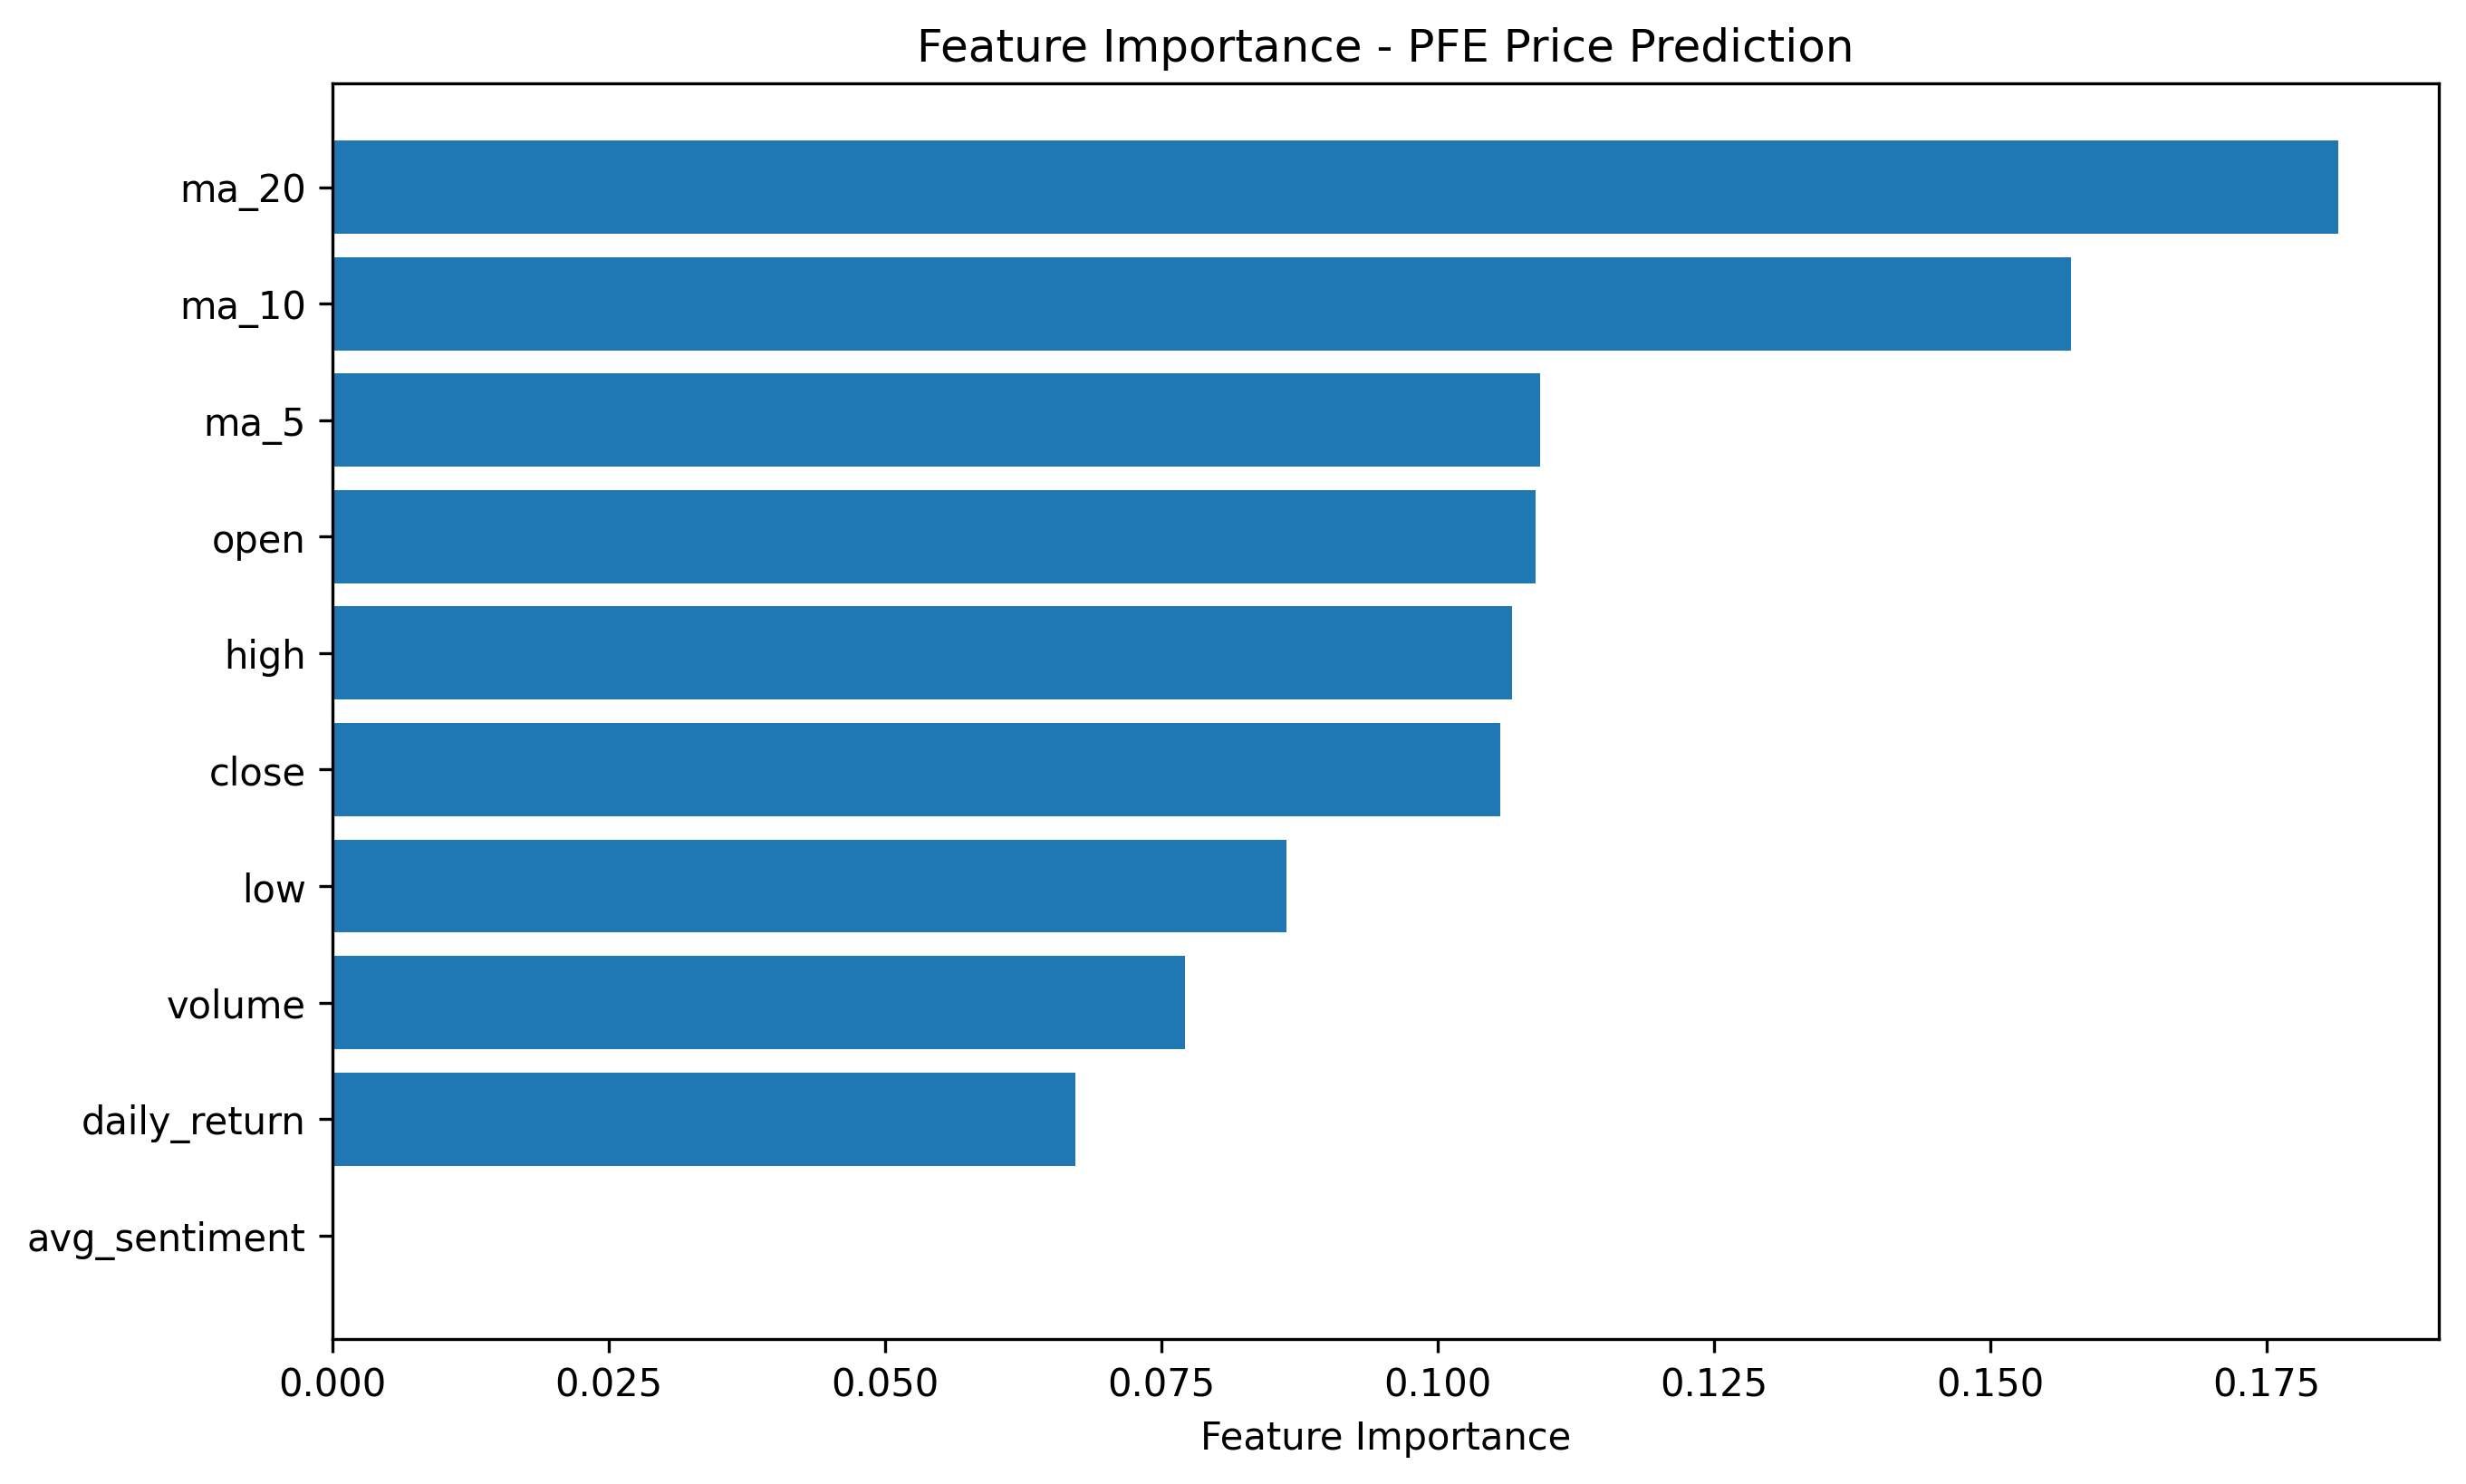 Feature Importance - PFE Price Prediction
ma_20
ma_10
ma_5
open
high
close
low
volume
daily_return
avg_sentiment
0.000 0.025 0.050 0.075 0.100 0.125 0.150 0.175
Feature Importance